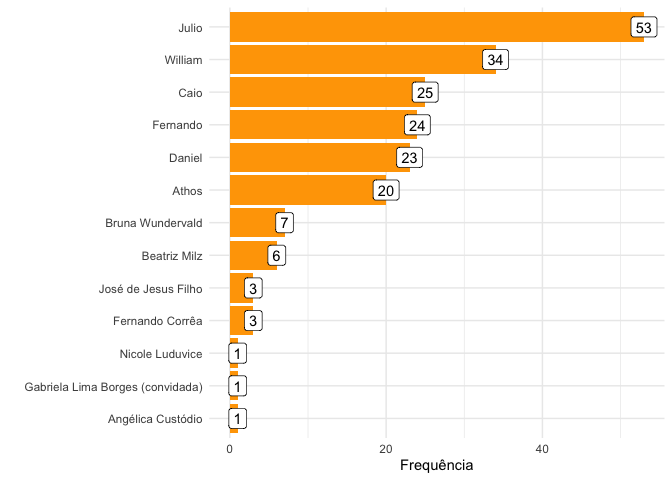 Julio 53
William 34
Caio 25
Fernando 24
Daniel 23
Athos 20
Bruna Wundervald 7
Beatriz Milz 6
José de Jesus Filho 3
Fernando Corrêa 3
Nicole Luduvice 1
Gabriela Lima Borges (convidada) 1
Angélica Custódio 1
0 20 40
Frequência